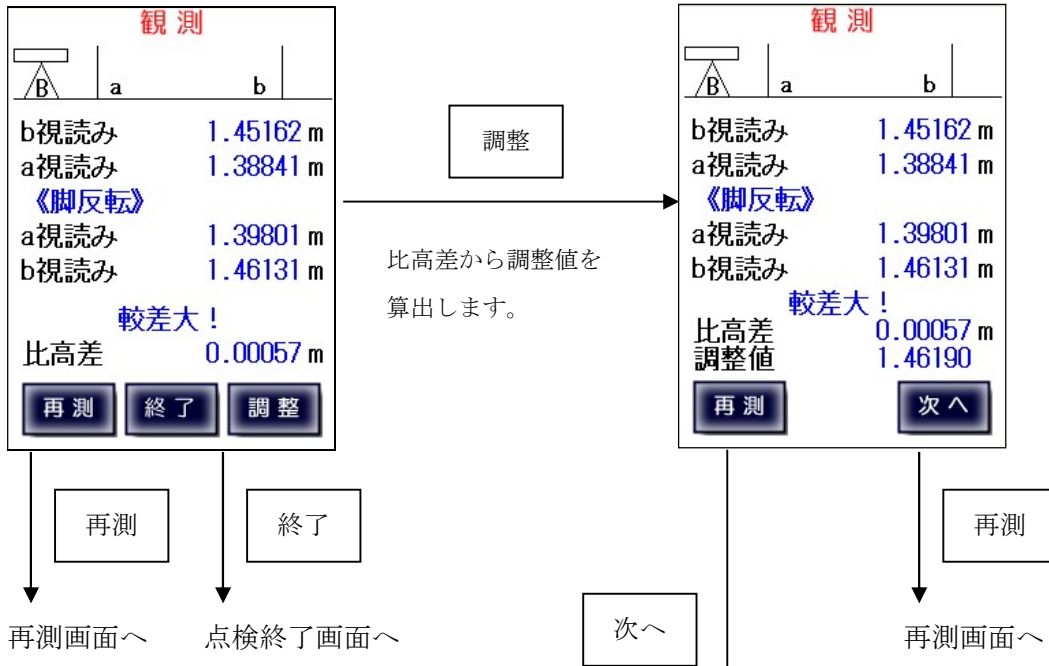 観 測
B a b
b視読み 1.45162 m
a視読み 1.38841 m
《脚反転》
a視読み 1.39801 m
b視読み 1.46131 m
較差大！
比高差 0.00057 m
再 測 終 了 調 整
調整
比高差から調整値を
算出します。
観 測
B a b
b視読み 1.45162 m
a視読み 1.38841 m
《脚反転》
a視読み 1.39801 m
b視読み 1.46131 m
較差大！
比高差 0.00057 m
調整値 1.46190
再 測 次 へ
再測
終了
再測画面へ
点検終了画面へ
次へ
再測
再測画面へ